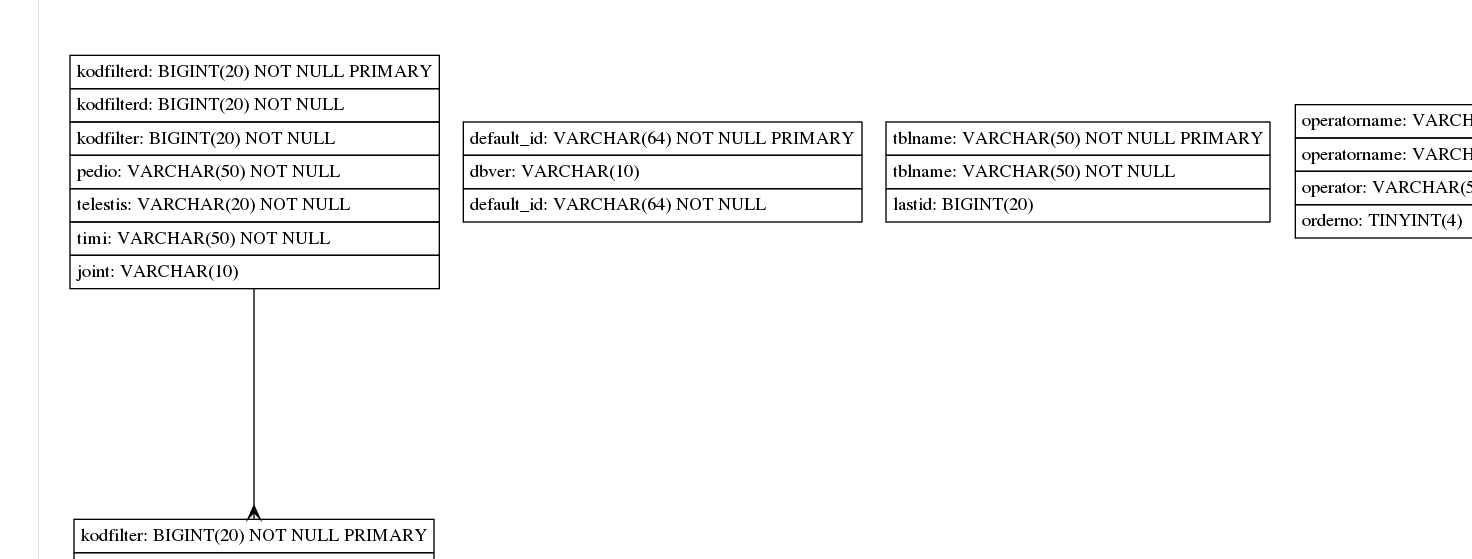 kodfilterd: BIGINT(20) NOT NULL PRIMARY
kodfilterd: BIGINT(20) NOT NULL
kodfilter: BIGINT(20) NOT NULL
pedio: VARCHAR(50) NOT NULL
telestis: VARCHAR(20) NOT NULL
timi: VARCHAR(50) NOT NULL
joint: VARCHAR(10)
default_id: VARCHAR(64) NOT NULL PRIMARY
dbver: VARCHAR(10)
default_id: VARCHAR(64) NOT NULL
tblname: VARCHAR(50) NOT NULL PRIMARY
tblname: VARCHAR(50) NOT NULL
lastid: BIGINT(20)
operatorname: VARCH
operatorname: VARCH
operator: VARCHAR(5
orderno: TINYINT(4)
kodfilter: BIGINT(20) NOT NULL PRIMARY